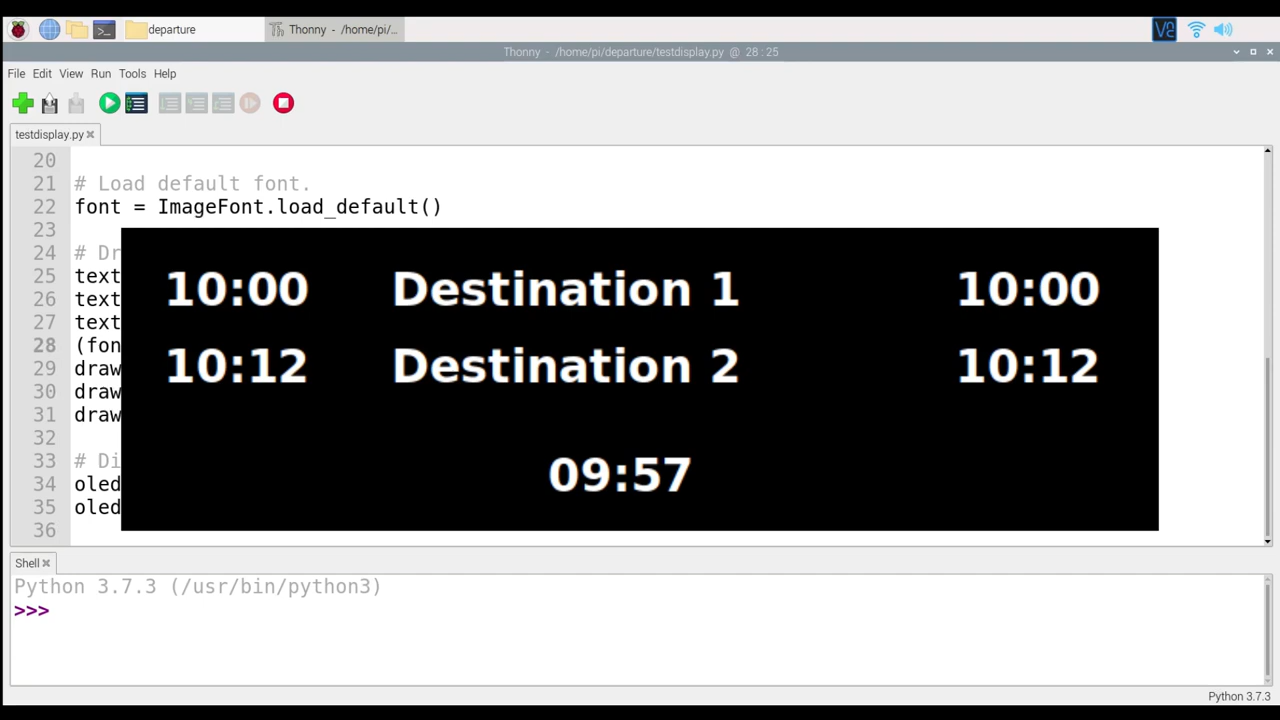 departure
Thonny - /home/pi/...
Thonny - /home/pi/departure/testdisplay.py @ 28 : 25
File Edit View Run Tools Help
testdisplay.py
20
21 # Load default font.
22 font = ImageFont.load_default()
23
24 # Dr
25 text
26 text
27 text
28 (fon
29 draw
30 draw
31 draw
32
33 # Di
34 oled
35 oled
36
10:00 Destination 1 10:00
10:12 Destination 2 10:12
09:57
Shell
Python 3.7.3 (/usr/bin/python3)
>>>
Python 3.7.3